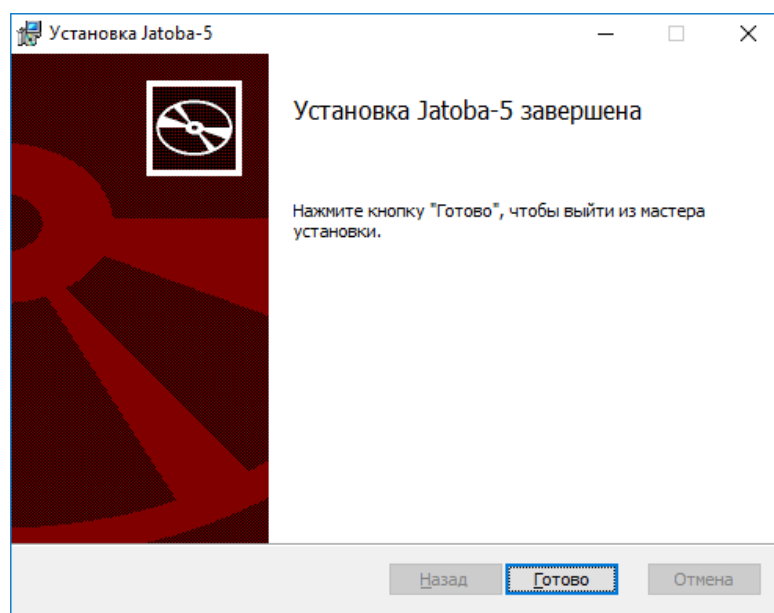 Установка Jatoba-5
Установка Jatoba-5 завершена
Нажмите кнопку "Готово", чтобы выйти из мастера
установки.
Назад Готово Отмена